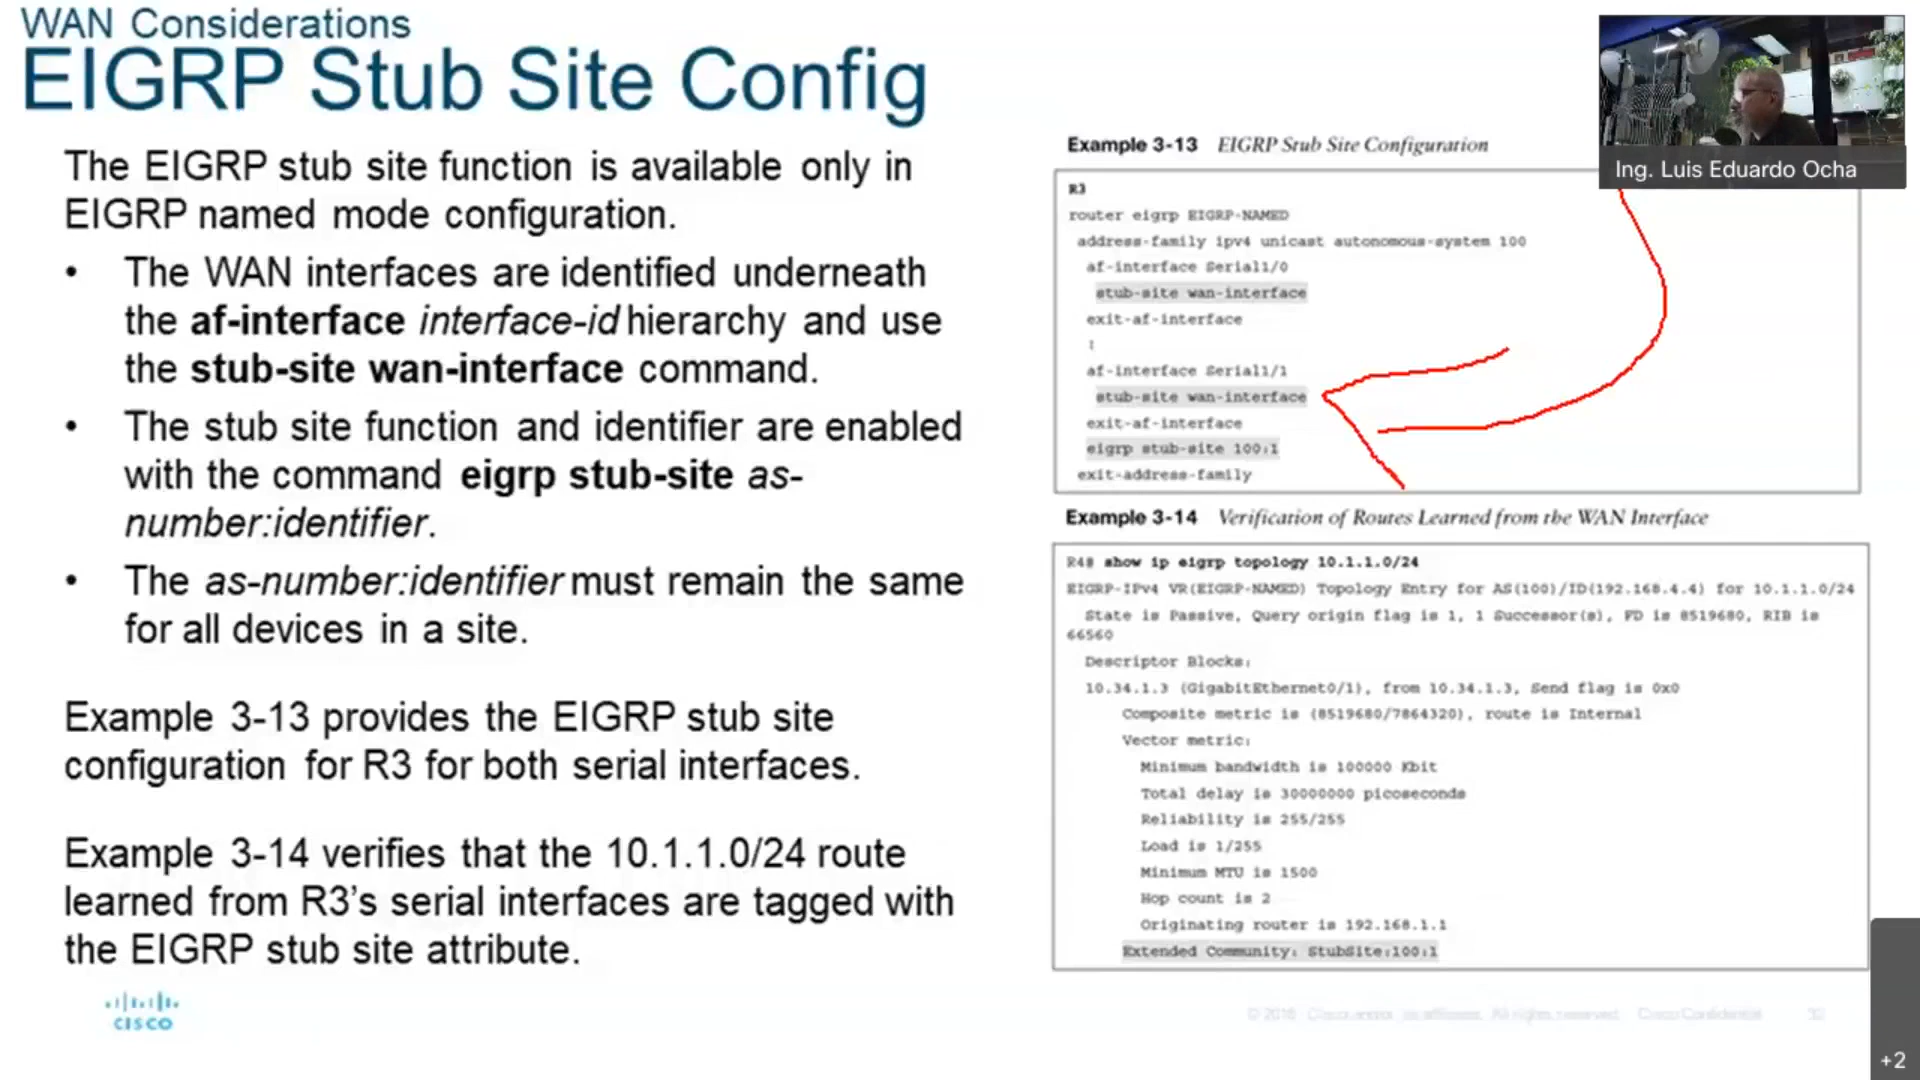 WAN Considerations
EIGRP Stub Site Config
The EIGRP stub site function is available only in
EIGRP named mode configuration.
• The WAN interfaces are identified underneath
the af-interface interface-id hierarchy and use
the stub-site wan-interface command.
• The stub site function and identifier are enabled
with the command eigrp stub-site as-
number:identifier.
• The as-number:identifier must remain the same
for all devices in a site.
Example 3-13 provides the EIGRP stub site
configuration for R3 for both serial interfaces.
Example 3-14 verifies that the 10.1.1.0/24 route
learned from R3's serial interfaces are tagged with
the EIGRP stub site attribute.
CISCO
Example 3-13 EIGRP Stub Site Configuration
R3
router eigrp EIGRP-NAMED
address-family ipv4 unicast autonomous-system 100
af-interface Serial1/0
stub-site wan-interface
exit-af-interface
!
af-interface Serial1/1
stub-site wan-interface
exit-af-interface
eigrp stub-site 100:1
exit-address-family
Example 3-14 Verification of Routes Learned from the WAN Interface
R4# show ip eigrp topology 10.1.1.0/24
EIGRP-IPv4 VR(EIGRP-NAMED) Topology Entry for AS(100)/ID(192.168.4.4) for 10.1.1.0/24
State is Passive, Query origin flag is 1, 1 Successor(s), FD is 8519680, RIB is
66560
Descriptor Blocks:
10.34.1.3 (GigabitEthernet0/1), from 10.34.1.3, Send flag is 0x0
Composite metric is (8519680/7864320), route is Internal
Vector metric:
Minimum bandwidth is 100000 Kbit
Total delay is 30000000 picoseconds
Reliability is 255/255
Load is 1/255
Minimum MTU is 1500
Hop count is 2
Originating router is 192.168.1.1
Extended Community: StubSite:100:1
© 2016 Cisco and/or its affiliates. All rights reserved. Cisco Confidential 32
Ing. Luis Eduardo Ocha
+2